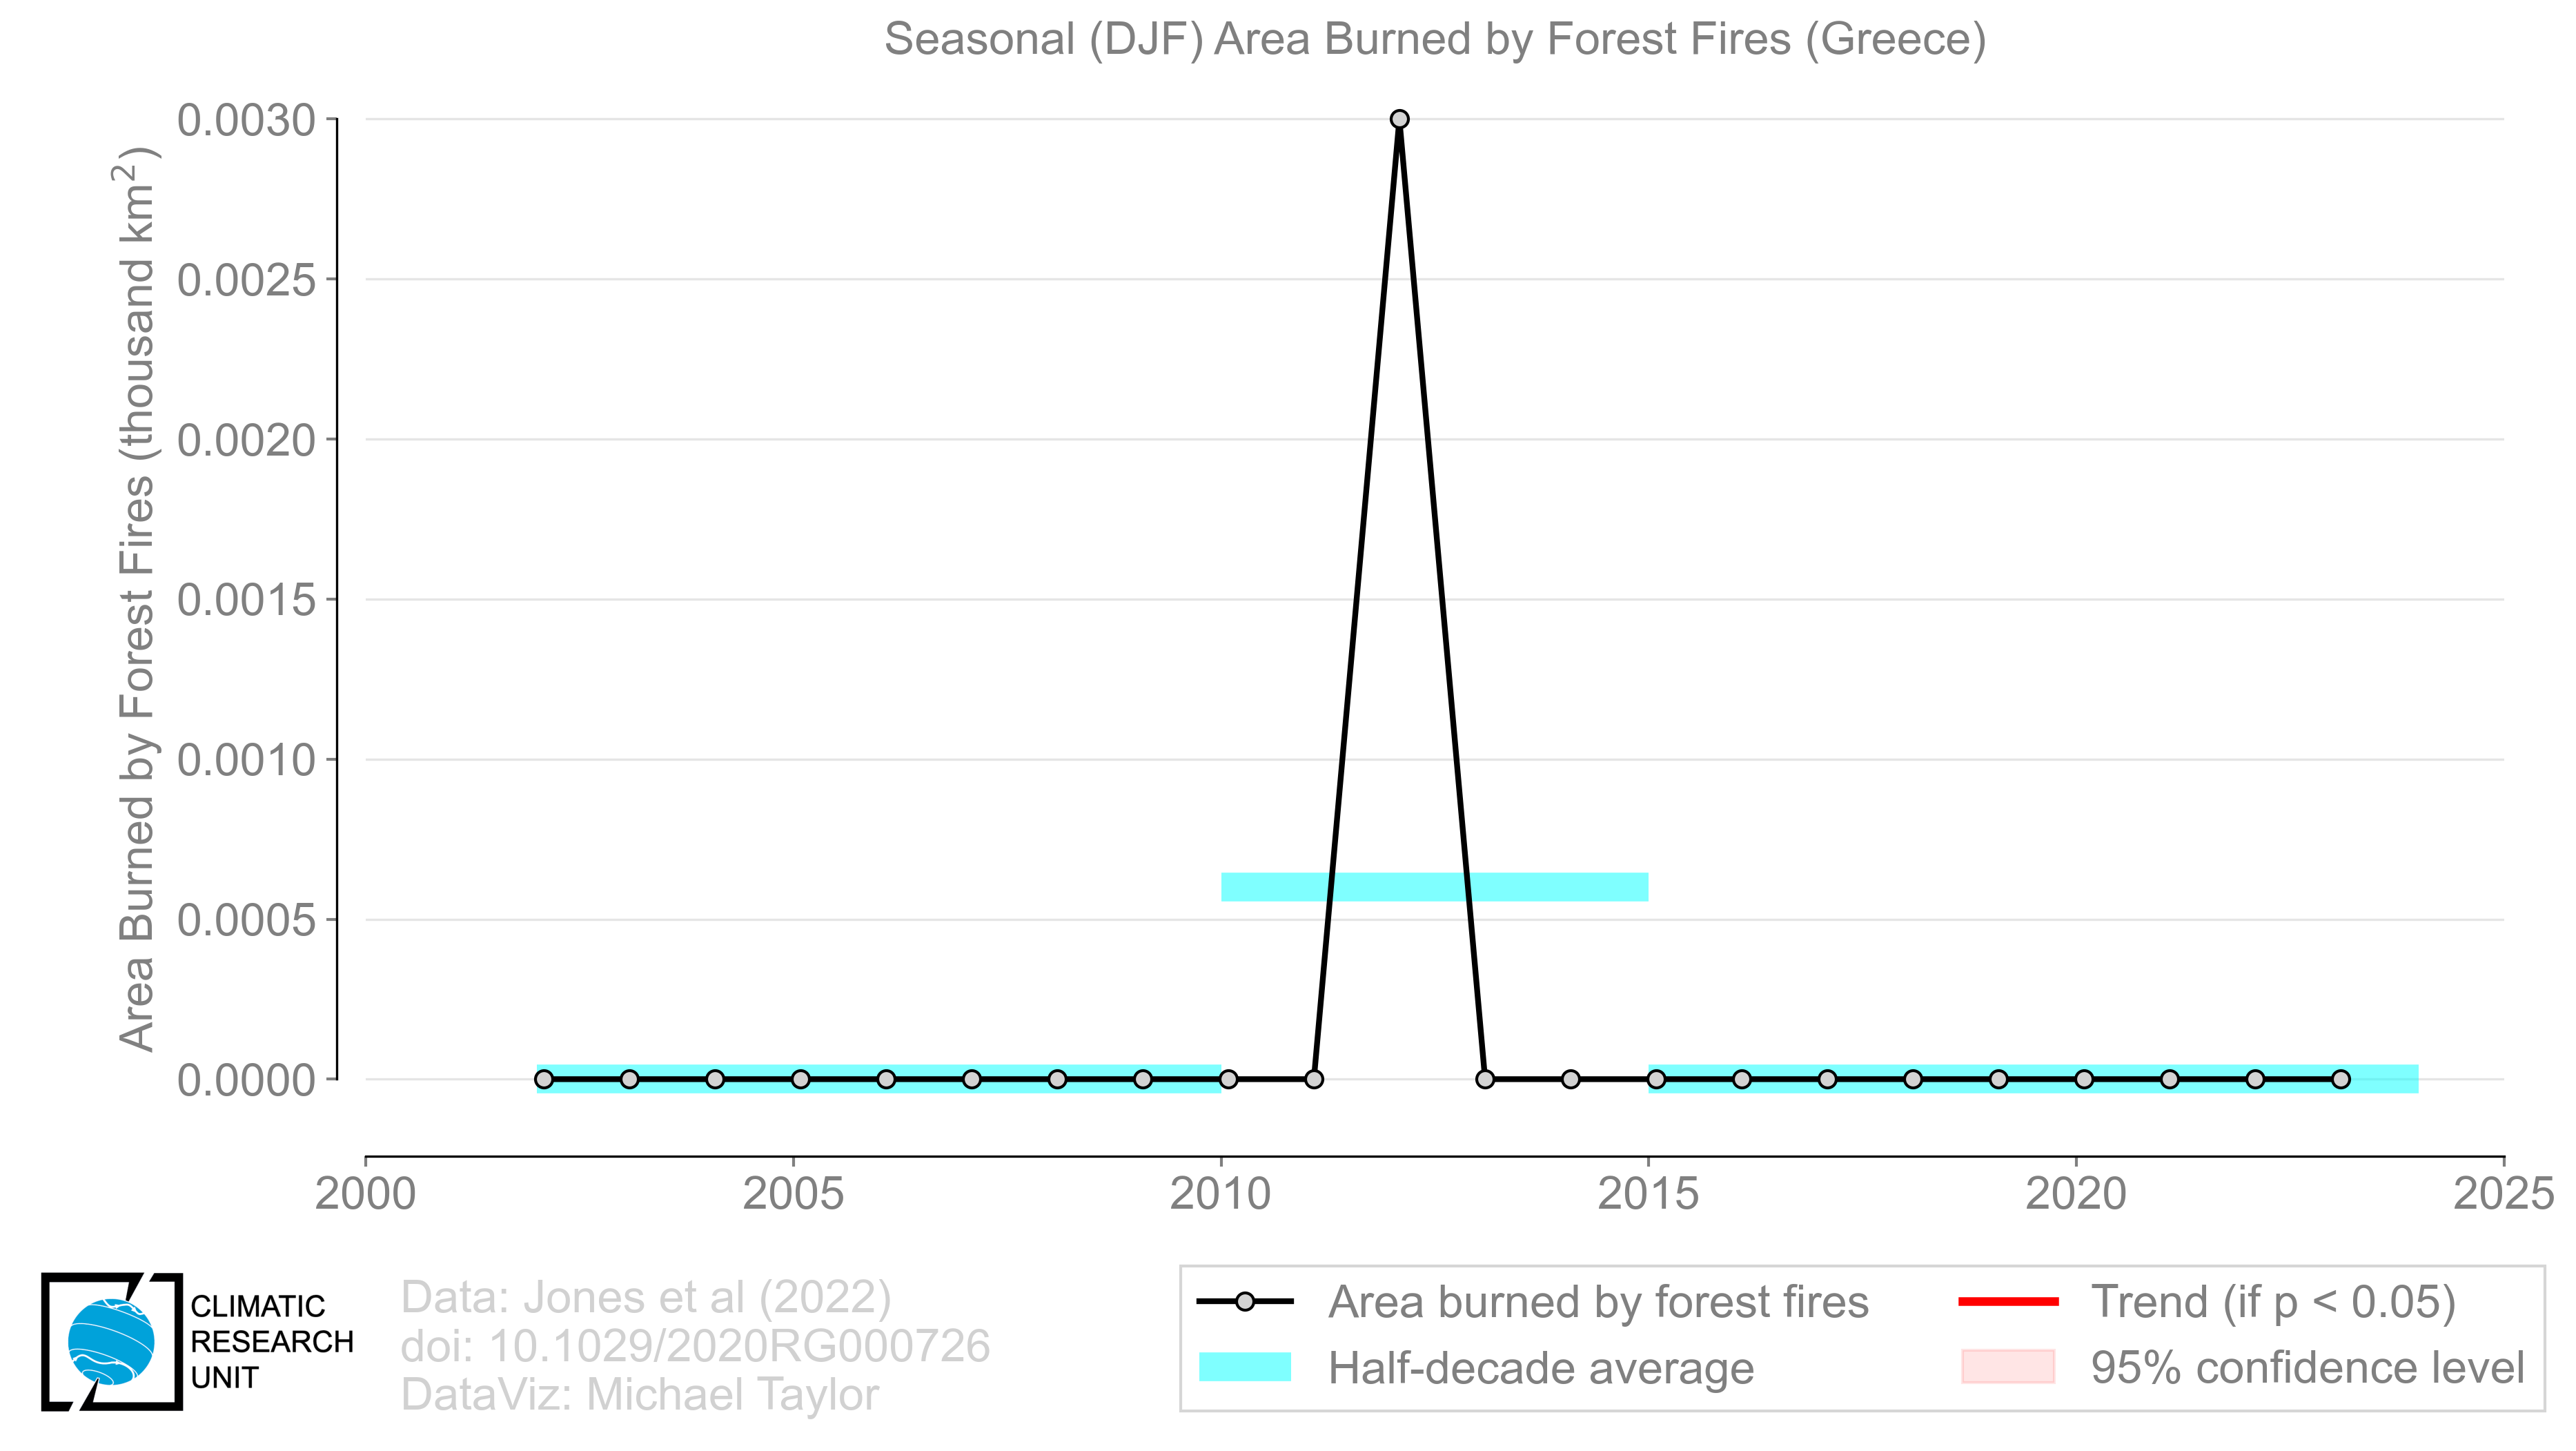 Seasonal (DJF) Area Burned by Forest Fires (Greece)
Area Burned by Forest Fires (thousand km²)
0.0030
0.0025
0.0020
0.0015
0.0010
0.0005
0.0000
2000 2005 2010 2015 2020 2025
CLIMATIC
RESEARCH
UNIT
Data: Jones et al (2022)
doi: 10.1029/2020RG000726
DataViz: Michael Taylor
Area burned by forest fires
Half-decade average
Trend (if p < 0.05)
95% confidence level